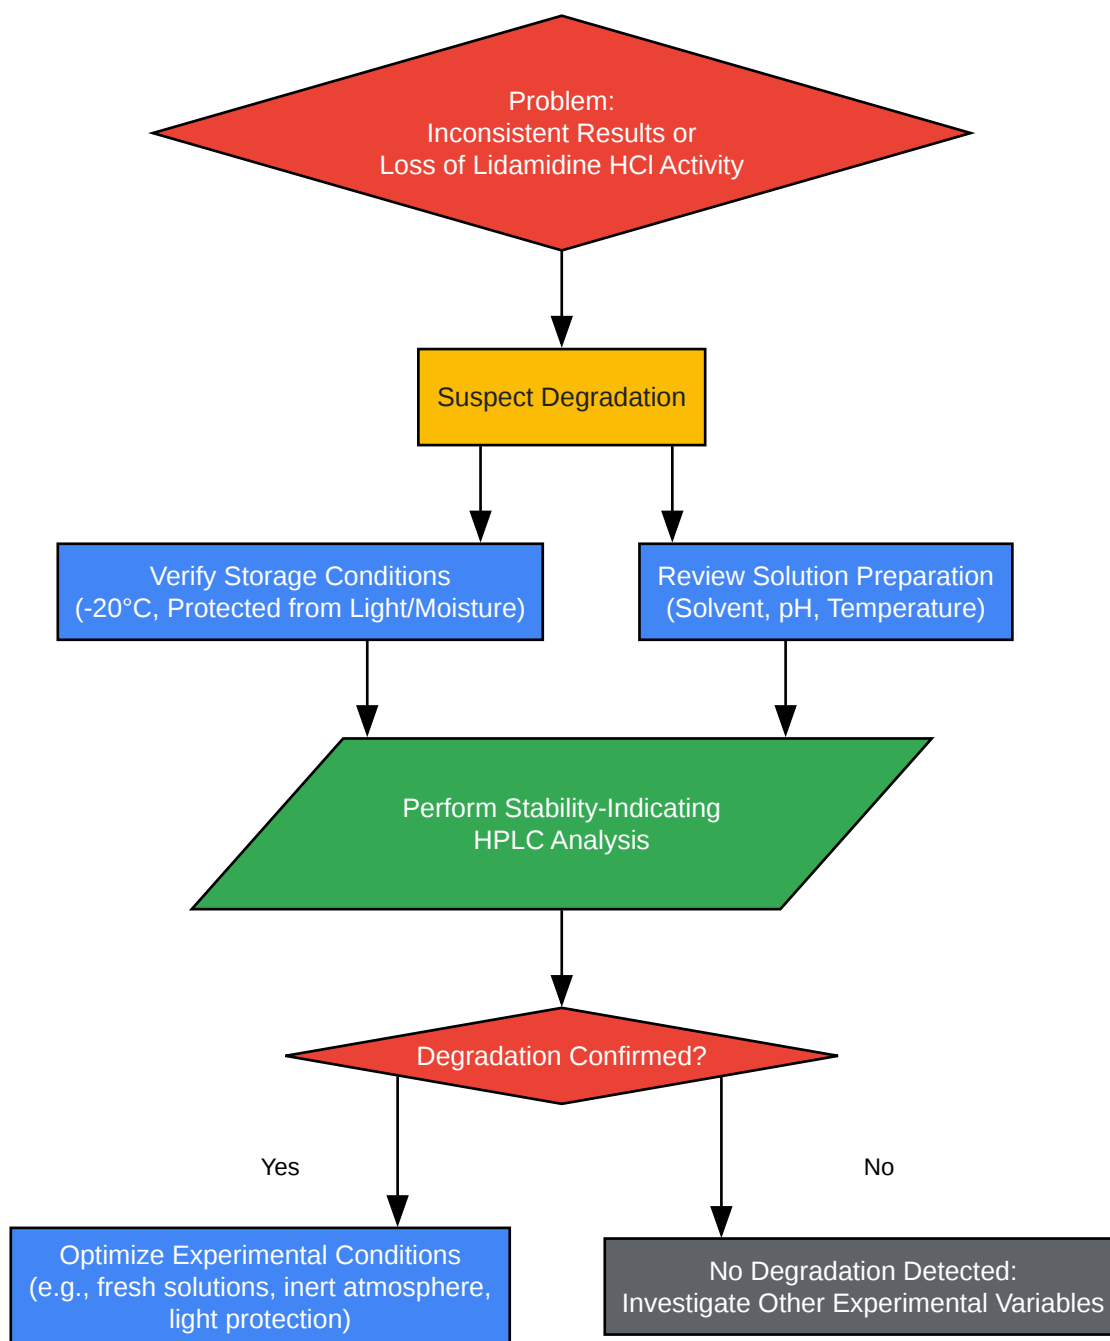 Problem:
Inconsistent Results or
Loss of Lidamidine HCl Activity
Suspect Degradation
Verify Storage Conditions
(-20°C, Protected from Light/Moisture)
Review Solution Preparation
(Solvent, pH, Temperature)
Perform Stability-Indicating
HPLC Analysis
Degradation Confirmed?
Yes
No
Optimize Experimental Conditions
(e.g., fresh solutions, inert atmosphere,
light protection)
No Degradation Detected:
Investigate Other Experimental Variables